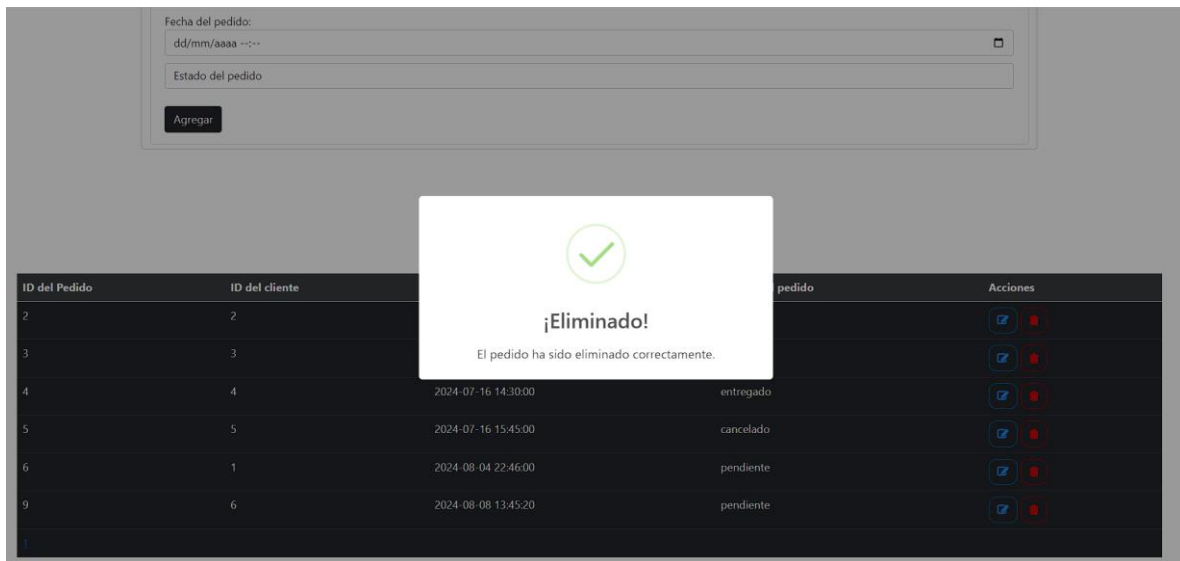 Fecha del pedido:
dd/mm/aaaa --:--
Estado del pedido
Agregar
¡Eliminado!
El pedido ha sido eliminado correctamente.
ID del Pedido ID del cliente pedido Acciones
2 2
3 3
4 4 2024-07-16 14:30:00 entregado
5 5 2024-07-16 15:45:00 cancelado
6 1 2024-08-04 22:46:00 pendiente
9 6 2024-08-08 13:45:20 pendiente
1